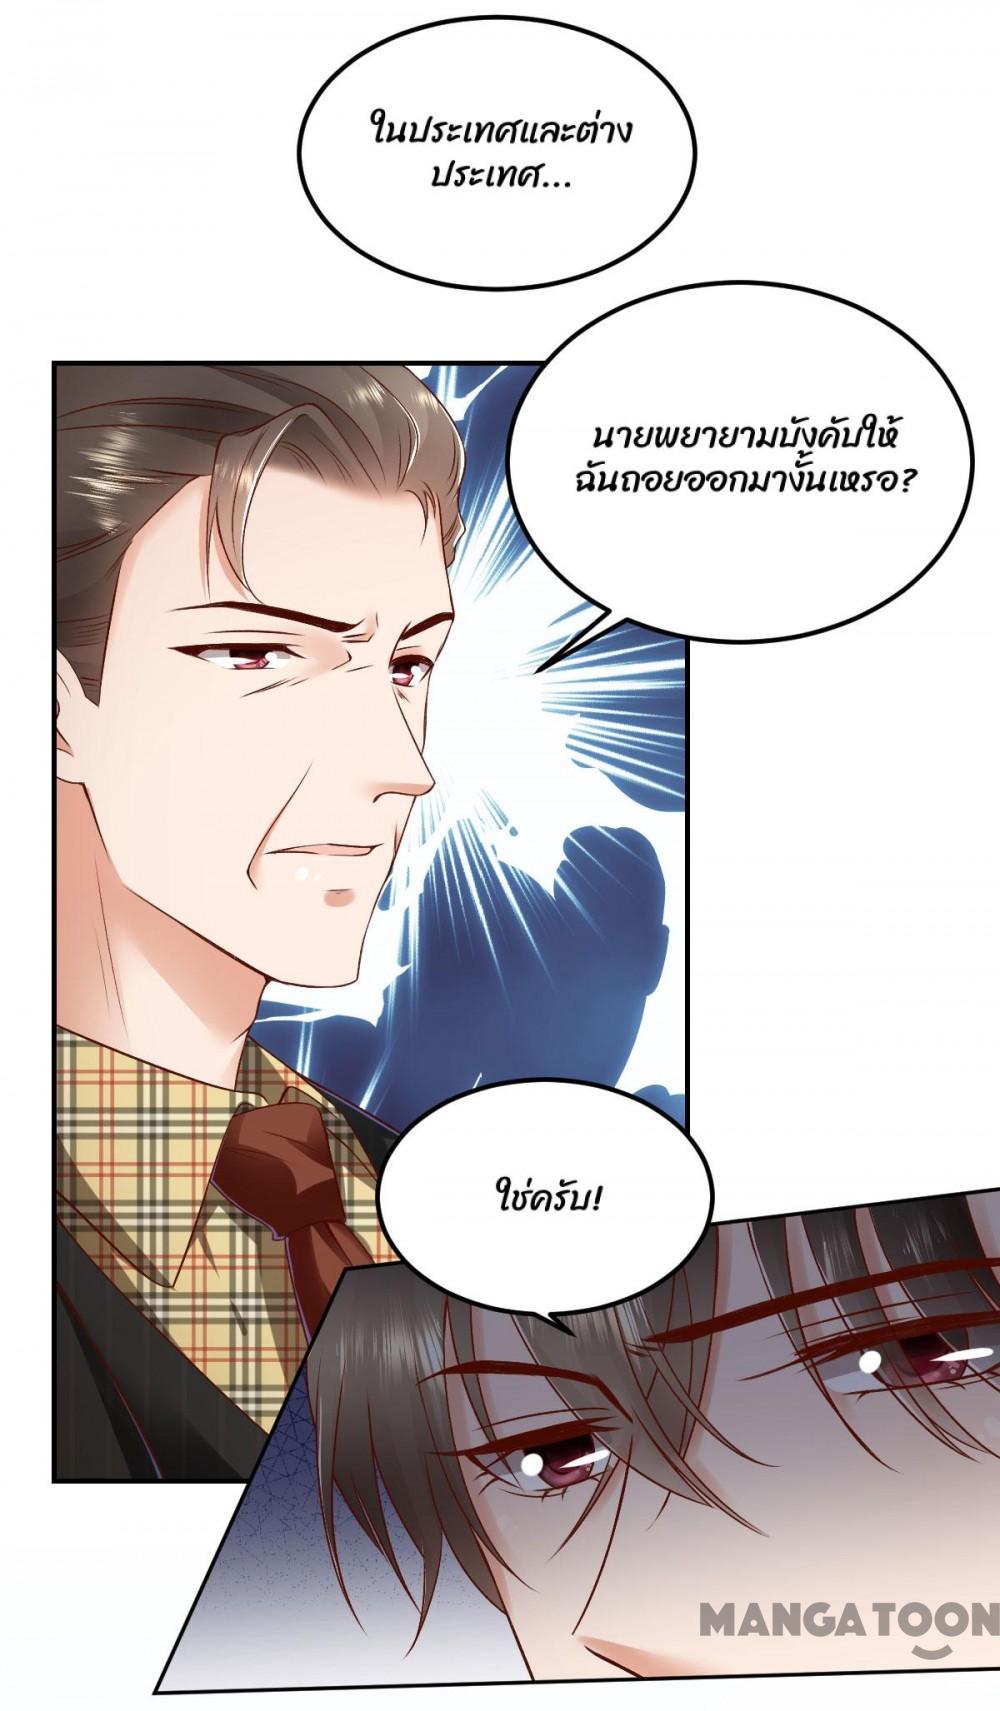 ในประเทศและต่าง
ประเทศ...
นายพยายามบังคับให้
ฉันถอยออกมางั้นเหรอ?
ใช่ครับ!
MANGATOON